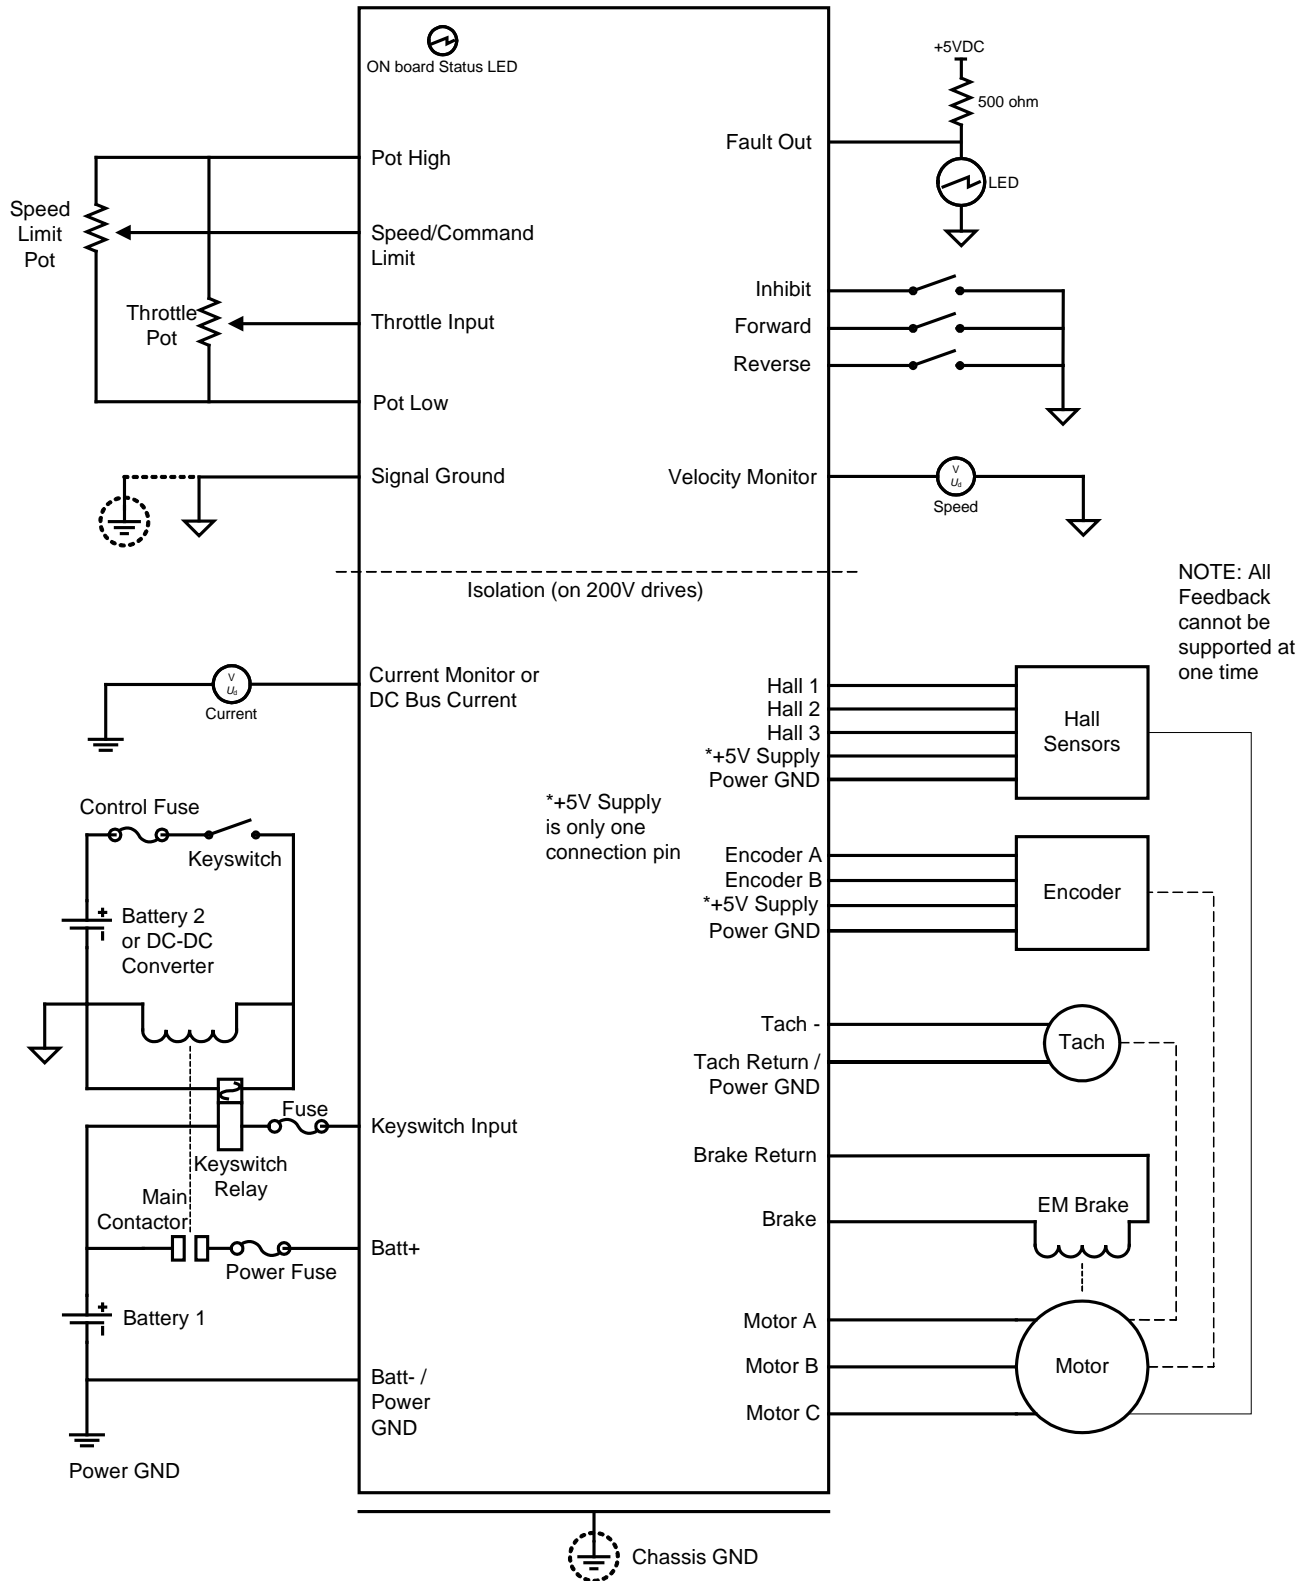 ON board Status LED
+5VDC
500 ohm
Fault Out
LED
Pot High
Speed
Limit
Pot
Speed/Command
Limit
Throttle
Pot
Throttle Input
Pot Low
Inhibit
Forward
Reverse
Signal Ground
Velocity Monitor
V
Ud
Speed
Isolation (on 200V drives)
NOTE: All
Feedback
cannot be
supported at
one time
Current Monitor or
DC Bus Current
V
Ud
Current
Hall 1
Hall 2
Hall 3
*+5V Supply
Power GND
Hall
Sensors
*+5V Supply
is only one
connection pin
Control Fuse
Keyswitch
Battery 2
or DC-DC
Converter
+
Encoder A
Encoder B
*+5V Supply
Power GND
Encoder
Tach -
Tach Return /
Power GND
Tach
Fuse
Keyswitch Input
Keyswitch
Relay
Main
Contactor
Batt+
Power Fuse
Brake Return
Brake
EM Brake
+
Battery 1
Batt- /
Power
GND
Power GND
Motor A
Motor B
Motor C
Motor
Chassis GND